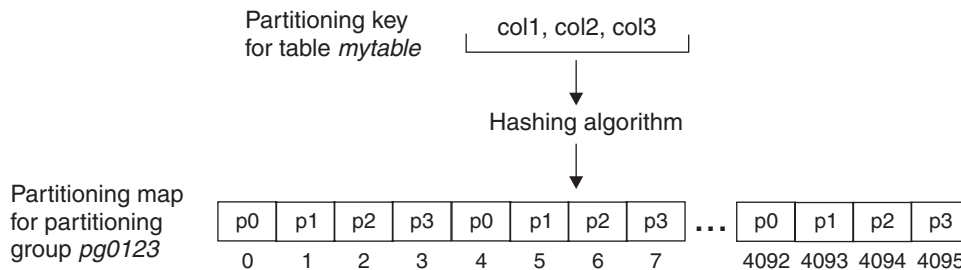 Partitioning key
for table mytable
col1, col2, col3
Hashing algorithm
Partitioning map
for partitioning
group pg0123
p0 p1 p2 p3 p0 p1 p2 p3 ... p0 p1 p2 p3
0 1 2 3 4 5 6 7 4092 4093 4094 4095